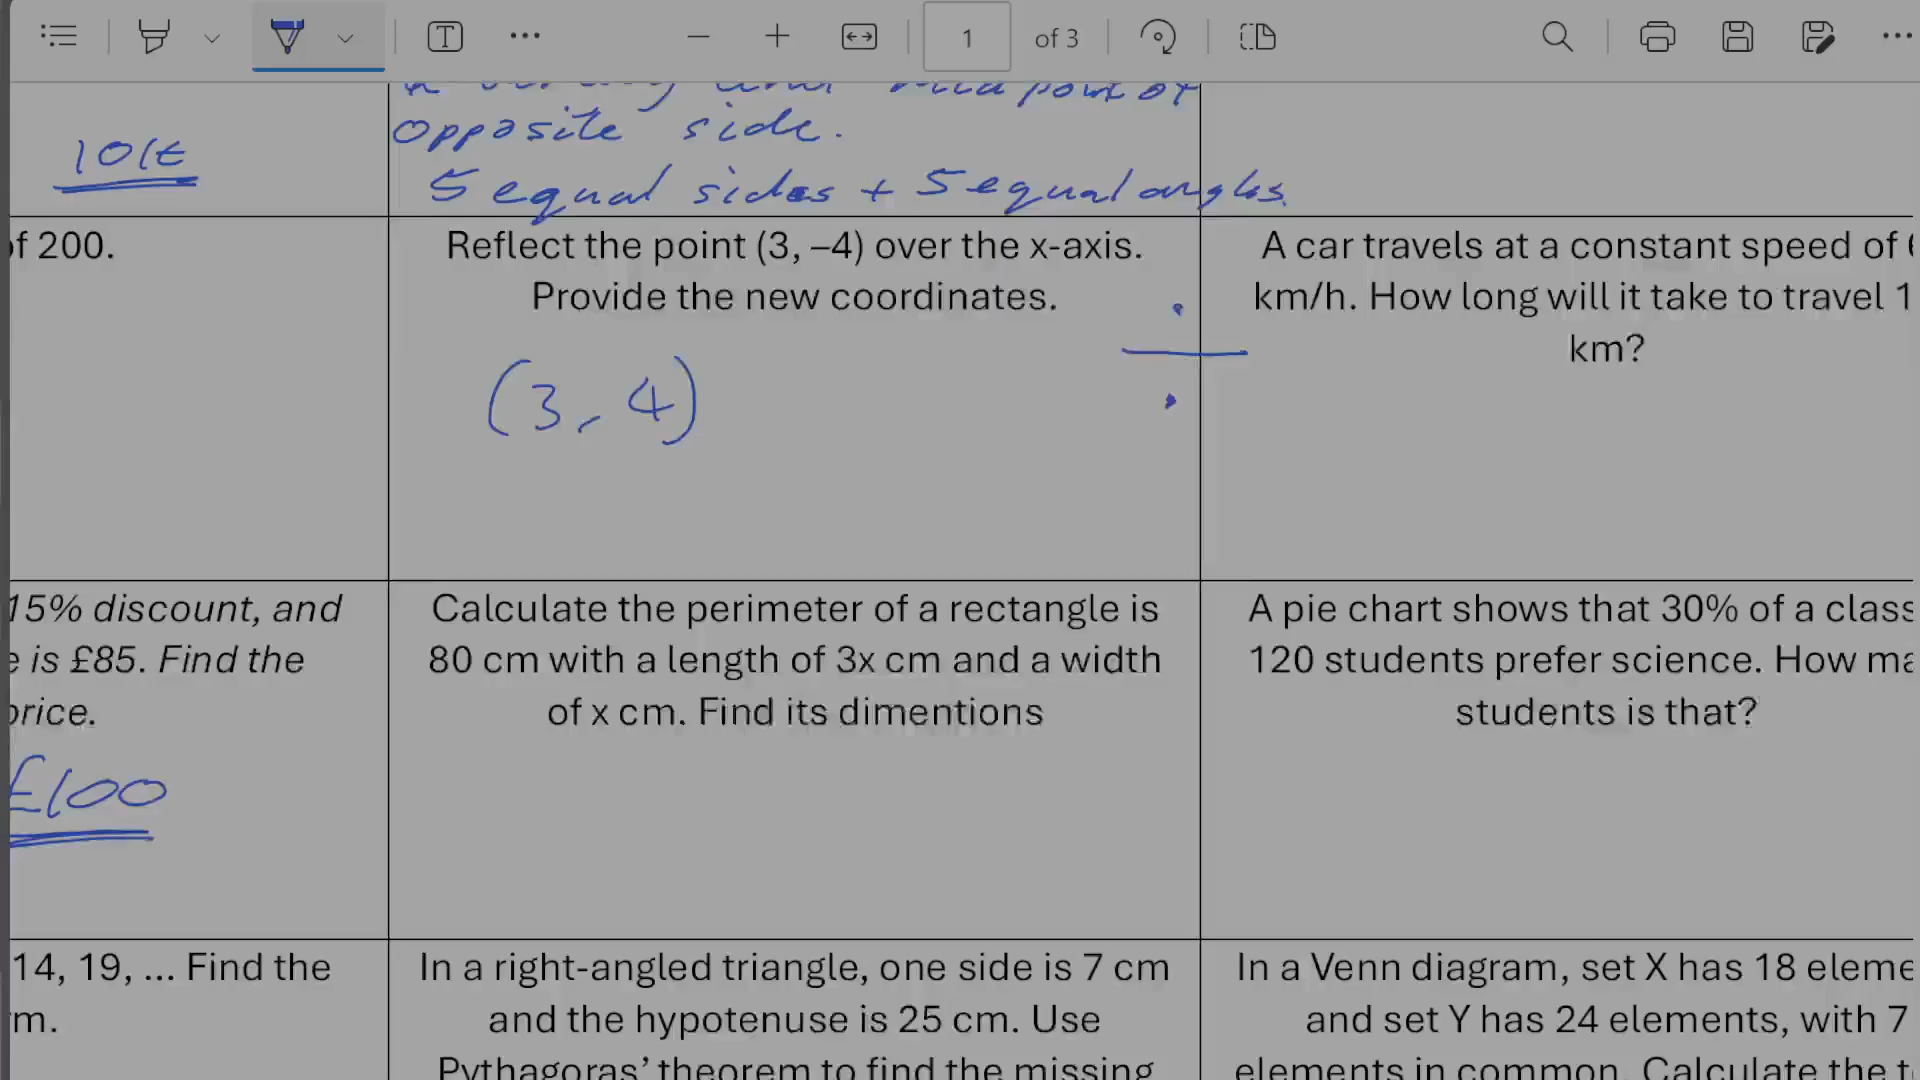 1 of 3
opposite side.
5 equal sides + 5 equal angles.
of 200.
Reflect the point (3, –4) over the x-axis.
Provide the new coordinates.
(3, 4)
A car travels at a constant speed of
km/h. How long will it take to travel 1
km?
15% discount, and
e is £85. Find the
price.
£100
Calculate the perimeter of a rectangle is
80 cm with a length of 3x cm and a width
of x cm. Find its dimentions
A pie chart shows that 30% of a class
120 students prefer science. How ma
students is that?
14, 19, ... Find the
rm.
In a right-angled triangle, one side is 7 cm
and the hypotenuse is 25 cm. Use
Pythagoras’ theorem to find the missing
In a Venn diagram, set X has 18 eleme
and set Y has 24 elements, with 7
elements in common. Calculate the t